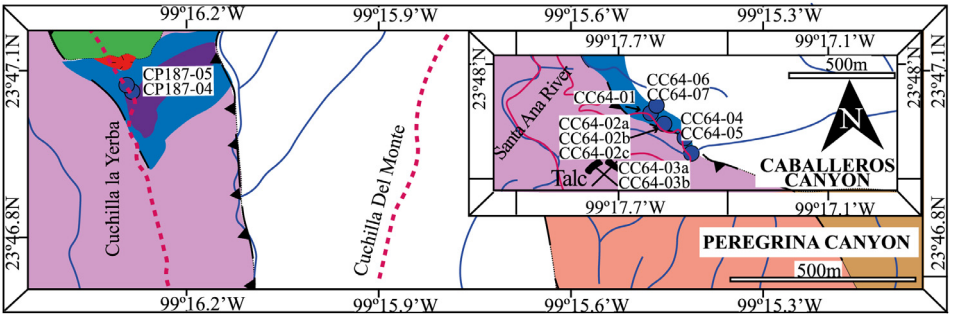 99°16.2'W
99°15.9'W
99°15.6'W
99°15.3'W
23°47.1'N
CP187-05
CP187-04
Cuchilla la Yerba
Cuchilla Del Monte
23°46.8'N
99°17.7'W
99°17.1'W
23°48'N
Santa Ana River
CC64-06
CC64-07
CC64-01
CC64-02a
CC64-02b
CC64-02c
CC64-04
CC64-05
CC64-03a
CC64-03b
Talc
500m
N
CABALLEROS
CANYON
23°48'N
99°17.7'W
99°17.1'W
23°47.1'N
PEREGRINA CANYON
500m
23°46.8'N
99°16.2'W
99°15.9'W
99°15.6'W
99°15.3'W